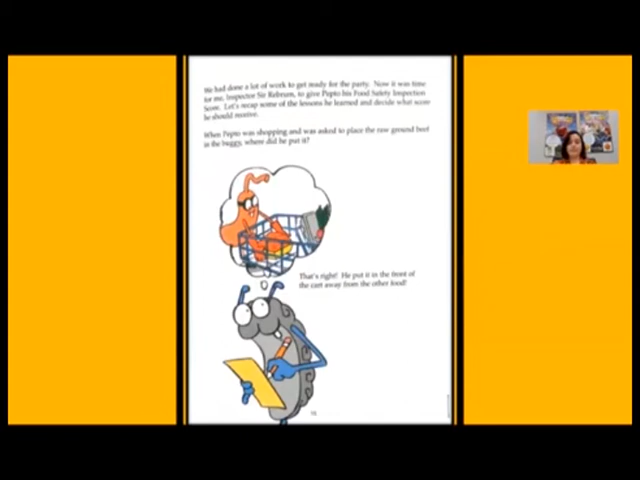 We had done a lot of work to get ready for the party. Now it was time
for me, Inspector Sir Rebrum, to give Pepto his Food Safety Inspection
Score. Let's recap some of the lessons he learned and decide what score
he should receive.
When Pepto was shopping and was asked to place the raw ground beef
in the buggy, where did he put it?
That's right! He put it in the front of
the cart away from the other food!